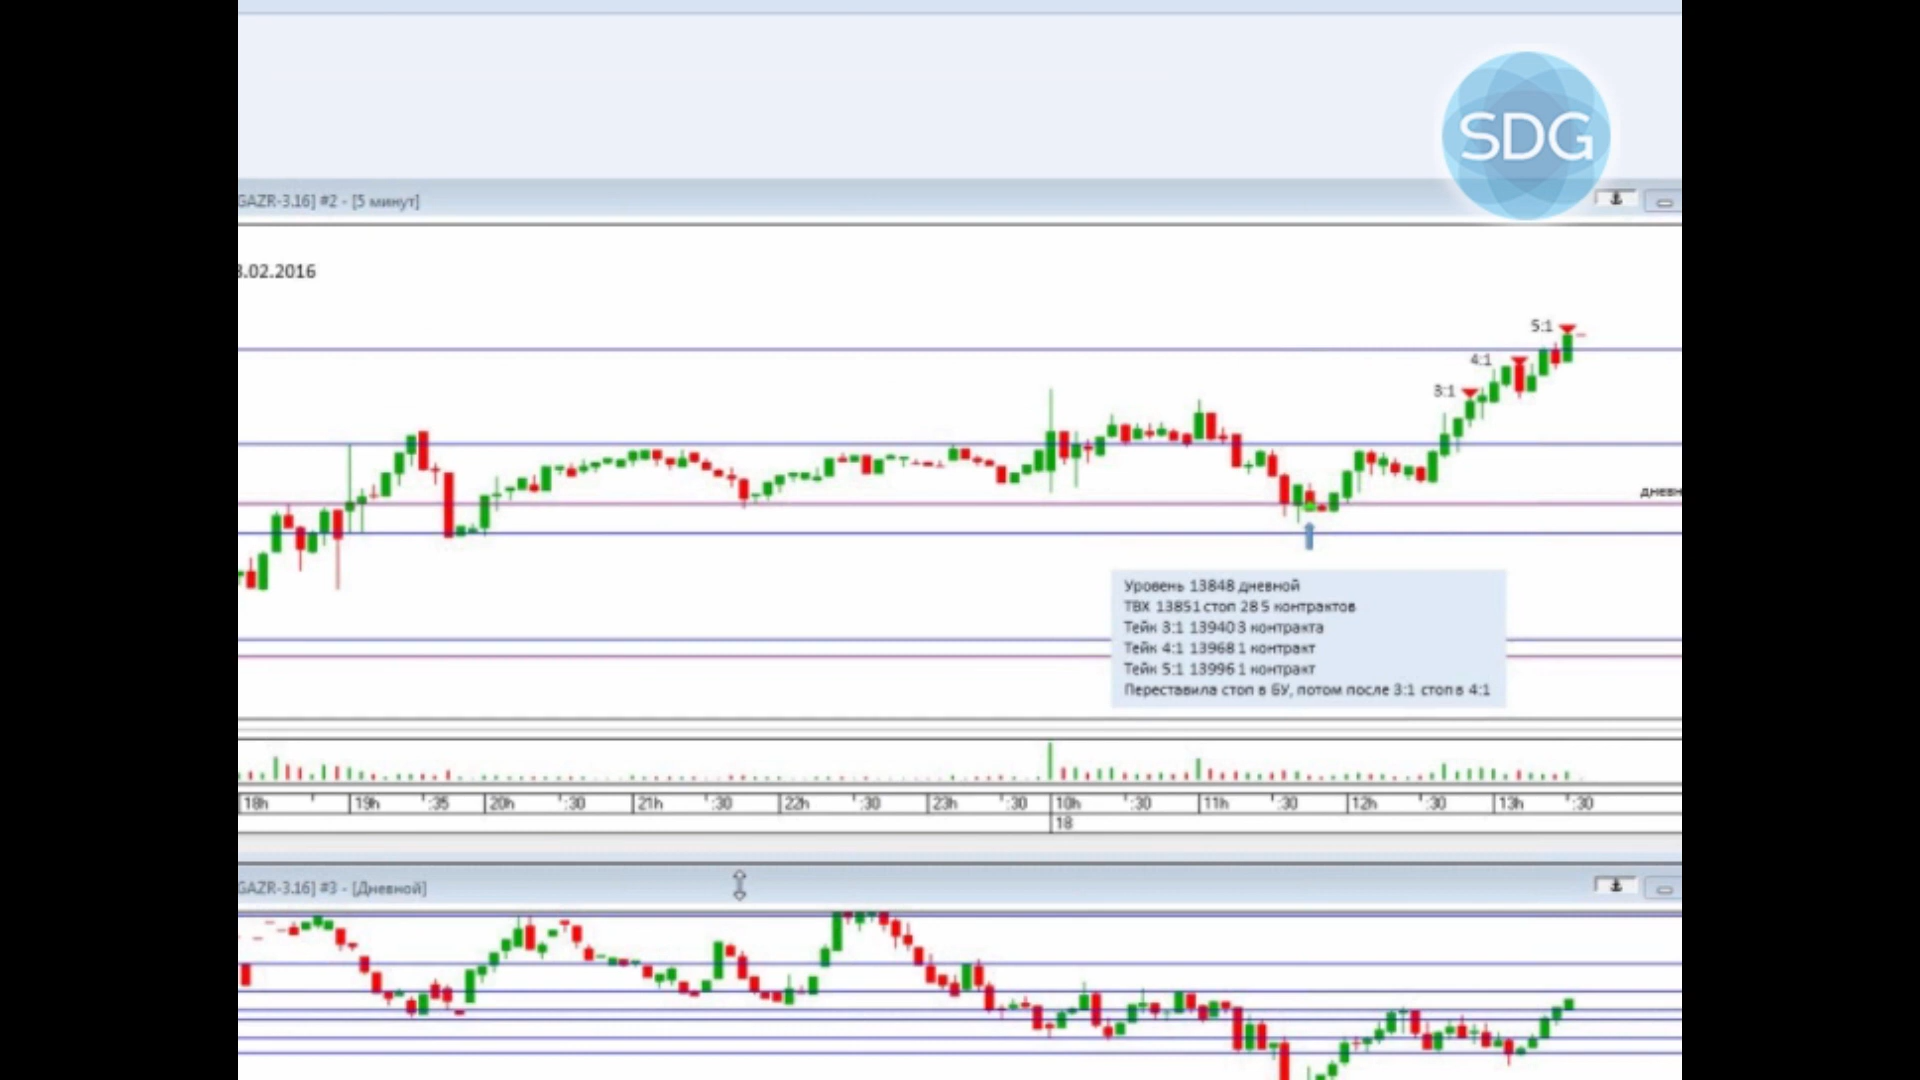 SDG
GAZR-3.16] #2 - [5 минут]
.02.2016
5:1
4:1
3:1
дневн
Уровень 13848 дневной
ТВХ 13851 стоп 28 5 контрактов
Тейк 3:1 13940 3 контракта
Тейк 4:1 13968 1 контракт
Тейк 5:1 13996 1 контракт
Переставила стоп в БУ, потом после 3:1 стоп в 4:1
18h 19h :35 20h :30 21h :30 22h :30 23h :30 10h :30 11h :30 12h :30 13h :30
18
GAZR-3.16] #3 - [Дневной]